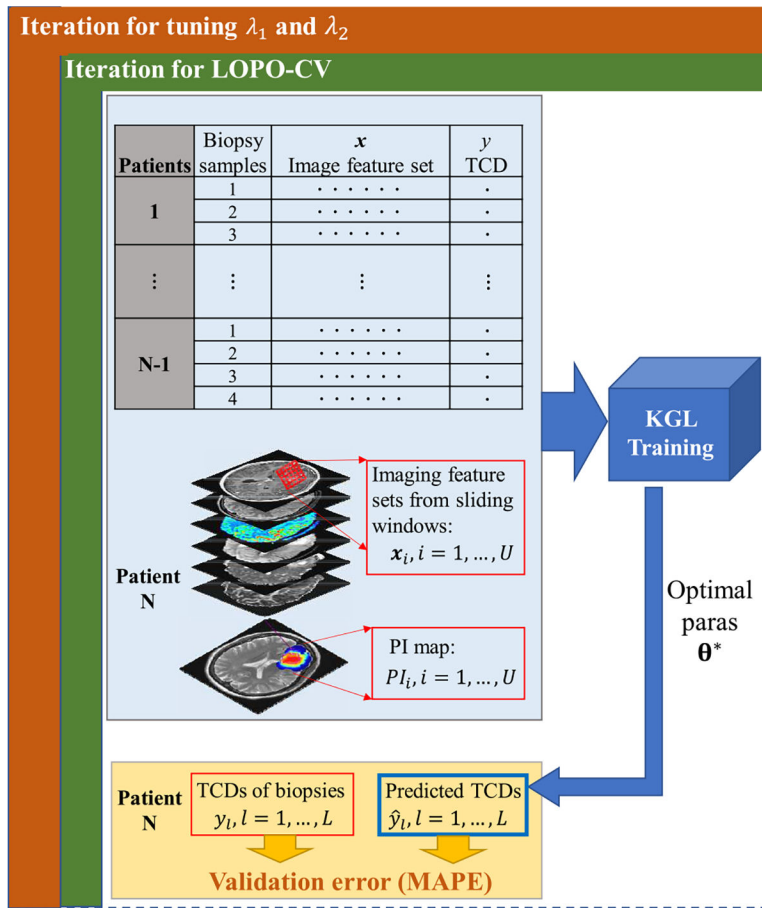 Iteration for tuning λ₁ and λ₂
Iteration for LOPO-CV
Patients
Biopsy
samples
x
Image feature set
y
TCD
1
1 · · · · · · ·
2 · · · · · · ·
3 · · · · · · ·
⋮ ⋮ ⋮ ⋮
N-1
1 · · · · · · ·
2 · · · · · · ·
3 · · · · · · ·
4 · · · · · · ·
KGL
Training
Patient
N
Imaging feature
sets from sliding
windows:
xᵢ, i = 1, …, U
PI map:
PIᵢ, i = 1, …, U
Optimal
paras
θ*
Patient
N
TCDs of biopsies
yₗ, l = 1, …, L
Predicted TCDs
ŷₗ, l = 1, …, L
Validation error (MAPE)